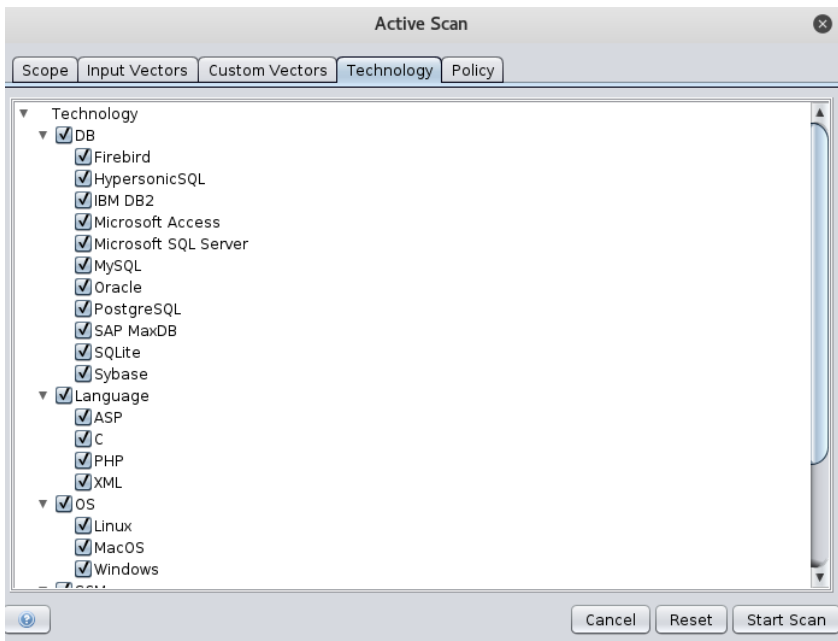 Active Scan
Scope Input Vectors Custom Vectors Technology Policy
Technology
DB
Firebird
HypersonicSQL
IBM DB2
Microsoft Access
Microsoft SQL Server
MySQL
Oracle
PostgreSQL
SAP MaxDB
SQLite
Sybase
Language
ASP
C
PHP
XML
OS
Linux
MacOS
Windows
Cancel Reset Start Scan